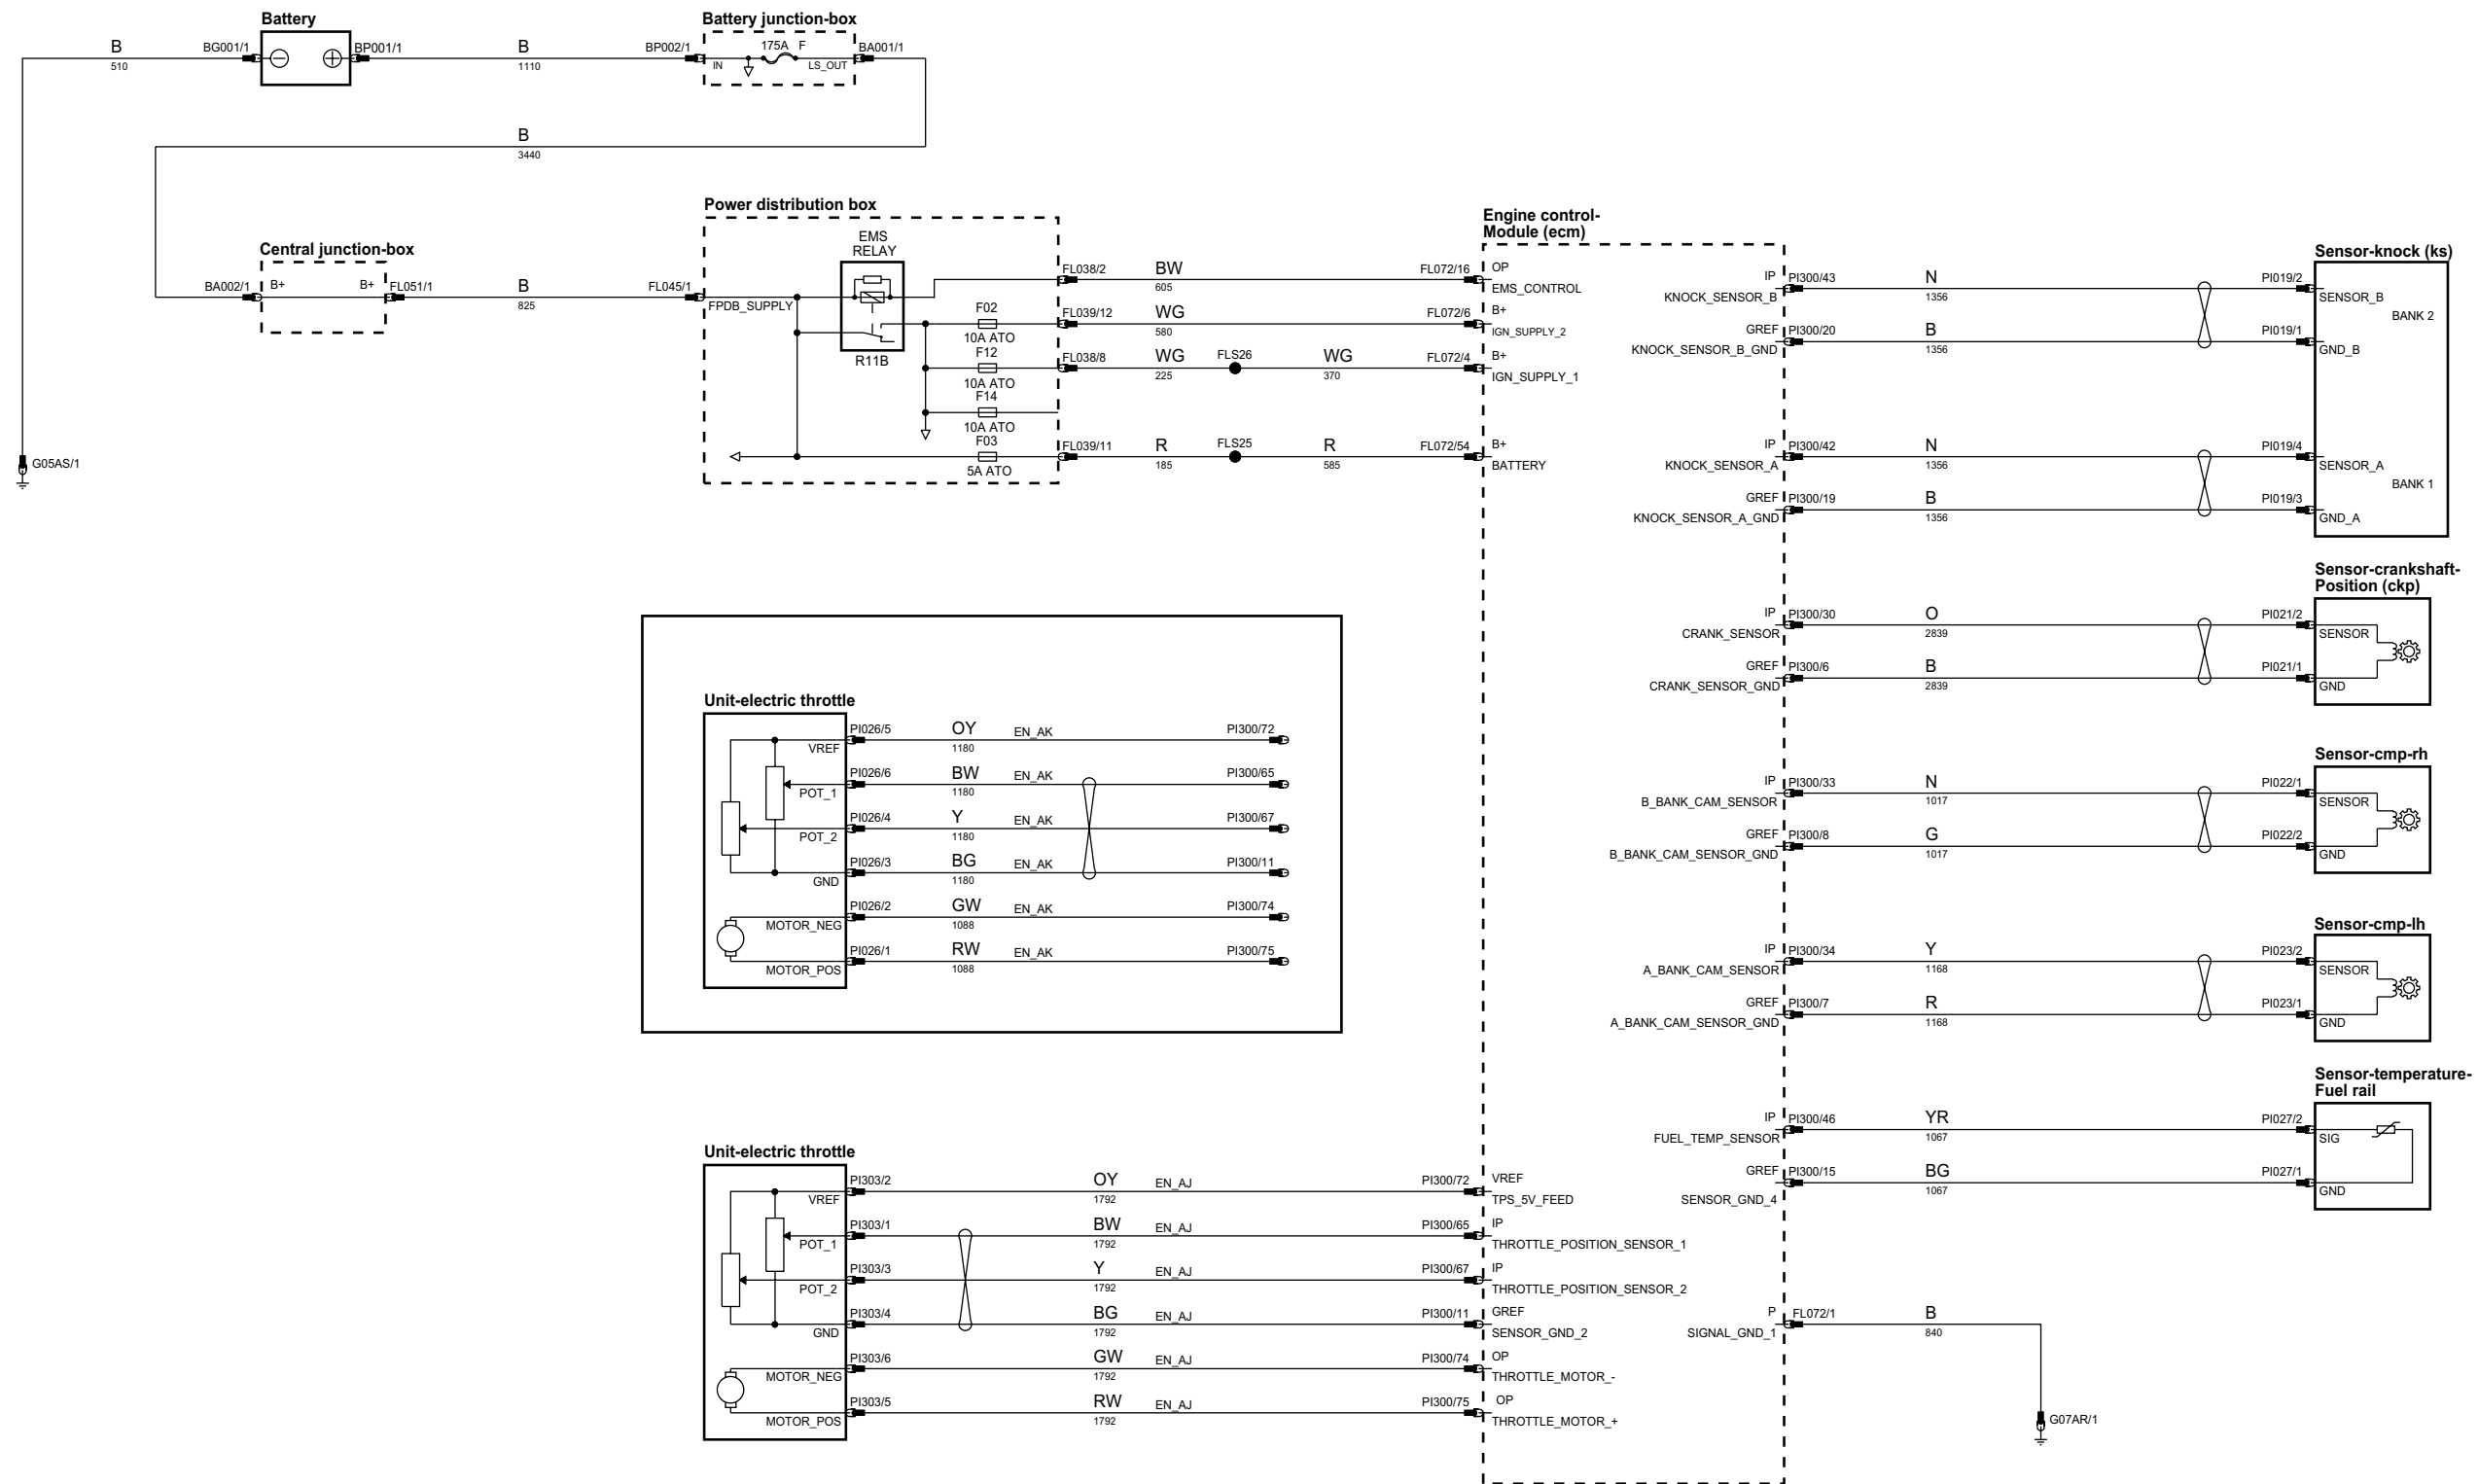 Battery
Battery junction-box
B
510
BG001/1
BP001/1
B
1110
BP002/1
175A F
IN
LS_OUT
BA001/1
B
3440
G05AS/1
Central junction-box
BA002/1
B+
B+
FL051/1
B
825
FL045/1
Power distribution box
FPDB_SUPPLY
EMS
RELAY
R11B
F02
10A ATO
F12
10A ATO
F14
10A ATO
F03
5A ATO
FL038/2
BW
605
FL072/16
FL039/12
WG
580
FL072/6
FL038/8
WG
225
FLS26
WG
370
FL072/4
FL039/11
R
185
FLS25
R
585
FL072/54
Engine control-
Module (ecm)
OP
EMS_CONTROL
B+
IGN_SUPPLY_2
B+
IGN_SUPPLY_1
B+
BATTERY
IP
KNOCK_SENSOR_B
PI300/43
N
1356
PI019/2
GREF
KNOCK_SENSOR_B_GND
PI300/20
B
1356
PI019/1
IP
KNOCK_SENSOR_A
PI300/42
N
1356
PI019/4
GREF
KNOCK_SENSOR_A_GND
PI300/19
B
1356
PI019/3
Sensor-knock (ks)
SENSOR_B
BANK 2
GND_B
SENSOR_A
BANK 1
GND_A
Sensor-crankshaft-
Position (ckp)
IP
CRANK_SENSOR
PI300/30
O
2839
PI021/2
SENSOR
GREF
CRANK_SENSOR_GND
PI300/6
B
2839
PI021/1
GND
Sensor-cmp-rh
IP
B_BANK_CAM_SENSOR
PI300/33
N
1017
PI022/1
SENSOR
GREF
B_BANK_CAM_SENSOR_GND
PI300/8
G
1017
PI022/2
GND
Sensor-cmp-lh
IP
A_BANK_CAM_SENSOR
PI300/34
Y
1168
PI023/2
SENSOR
GREF
A_BANK_CAM_SENSOR_GND
PI300/7
R
1168
PI023/1
GND
Sensor-temperature-
Fuel rail
IP
FUEL_TEMP_SENSOR
PI300/46
YR
1067
PI027/2
SIG
GREF
SENSOR_GND_4
PI300/15
BG
1067
PI027/1
GND
P
SIGNAL_GND_1
FL072/1
B
840
G07AR/1
Unit-electric throttle
VREF
PI026/5
OY
1180
EN_AK
PI300/72
POT_1
PI026/6
BW
1180
EN_AK
PI300/65
POT_2
PI026/4
Y
1180
EN_AK
PI300/67
GND
PI026/3
BG
1180
EN_AK
PI300/11
MOTOR_NEG
PI026/2
GW
1088
EN_AK
PI300/74
MOTOR_POS
PI026/1
RW
1088
EN_AK
PI300/75
Unit-electric throttle
VREF
PI303/2
OY
1792
EN_AJ
PI300/72
VREF
TPS_5V_FEED
POT_1
PI303/1
BW
1792
EN_AJ
PI300/65
IP
THROTTLE_POSITION_SENSOR_1
POT_2
PI303/3
Y
1792
EN_AJ
PI300/67
IP
THROTTLE_POSITION_SENSOR_2
GND
PI303/4
BG
1792
EN_AJ
PI300/11
GREF
SENSOR_GND_2
MOTOR_NEG
PI303/6
GW
1792
EN_AJ
PI300/74
OP
THROTTLE_MOTOR_-
MOTOR_POS
PI303/5
RW
1792
EN_AJ
PI300/75
OP
THROTTLE_MOTOR_+